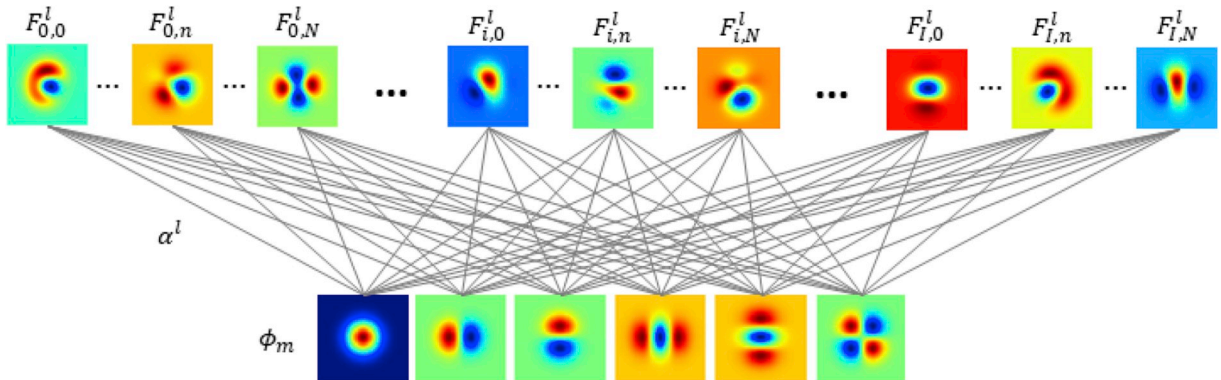 F^l_{0,0} F^l_{0,n} F^l_{0,N} F^l_{i,0} F^l_{i,n} F^l_{i,N} F^l_{I,0} F^l_{I,n} F^l_{I,N}
... ... ... ... ... ... ... ...
α^l
ϕ_m